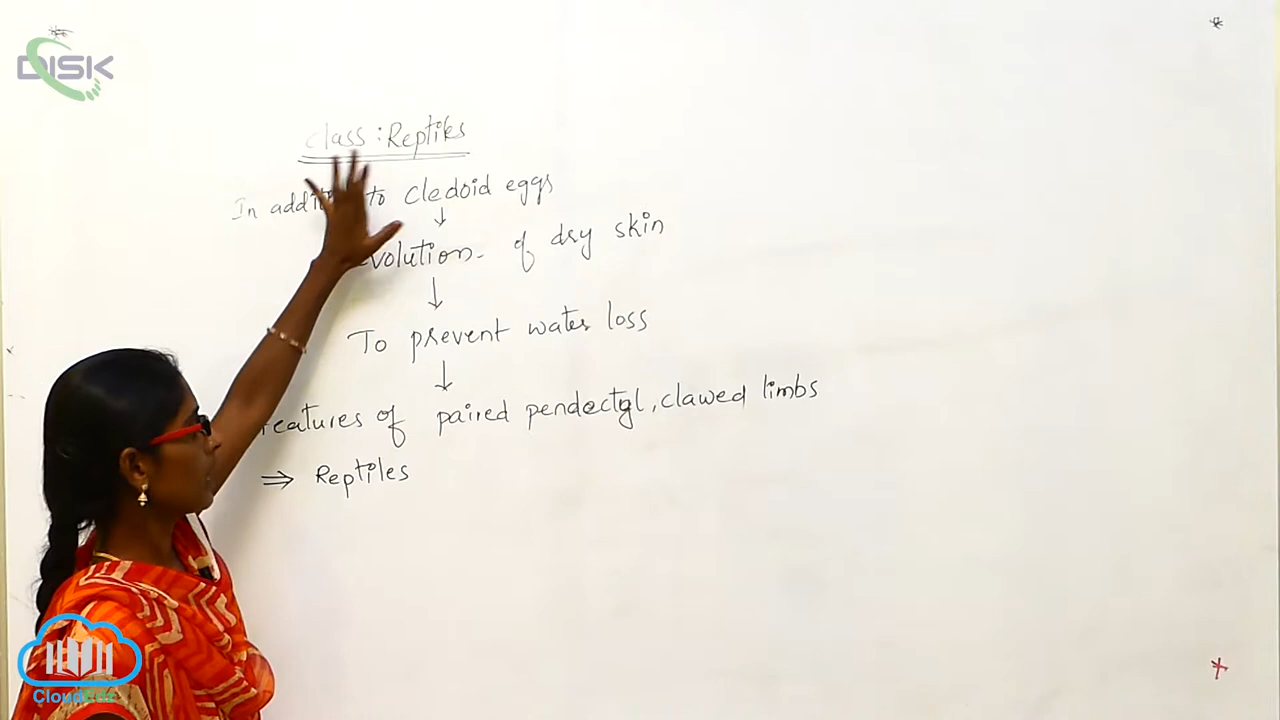 DISK
class : Reptiles
In addition to cledoid eggs
↓
Evolution of dry skin
↓
To prevent water loss
↓
Features of paired pendectyl, clawed limbs
⇒ Reptiles
CloudEdz